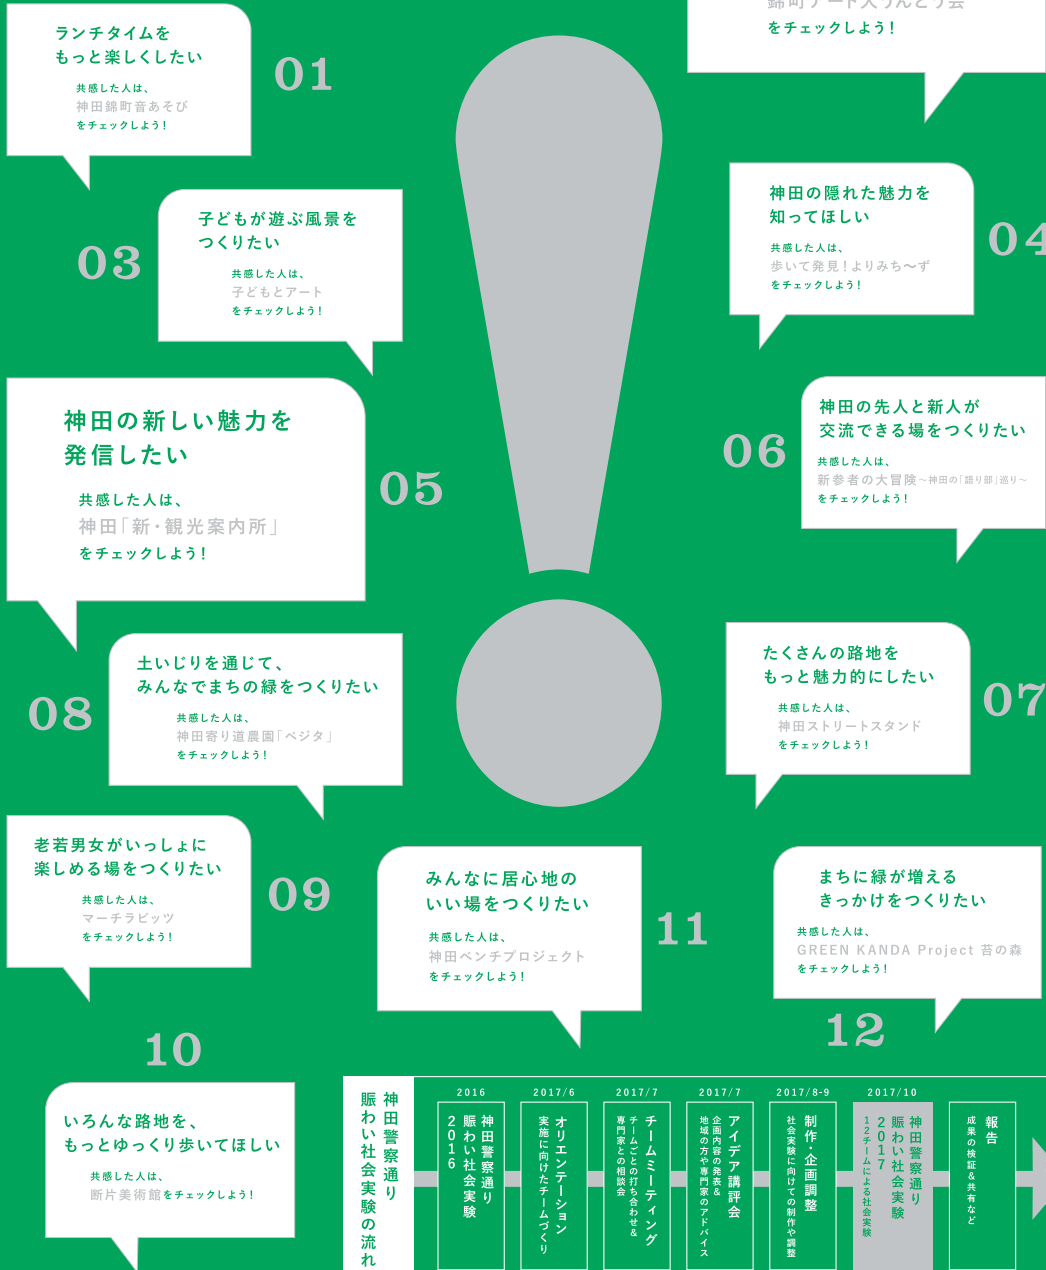 ランチタイムを
もっと楽しくしたい
共感した人は、
神田錦町音あそび
をチェックしよう！
01
をチェックしよう！
03
子どもが遊ぶ風景を
つくりたい
共感した人は、
子どもとアート
をチェックしよう！
神田の隠れた魅力を
知ってほしい
共感した人は、
歩いて発見！よりみち〜ず
をチェックしよう！
04
神田の新しい魅力を
発信したい
共感した人は、
神田「新・観光案内所」
をチェックしよう！
05
06
神田の先人と新人が
交流できる場をつくりたい
共感した人は、
新参者の大冒険〜神田の「語り部」巡り〜
をチェックしよう！
08
土いじりを通じて、
みんなでまちの緑をつくりたい
共感した人は、
神田寄り道農園「ベジタ」
をチェックしよう！
たくさんの路地を
もっと魅力的にしたい
共感した人は、
神田ストリートスタンド
をチェックしよう！
07
老若男女がいっしょに
楽しめる場をつくりたい
共感した人は、
マーチラビッツ
をチェックしよう！
09
みんなに居心地の
いい場をつくりたい
共感した人は、
神田ベンチプロジェクト
をチェックしよう！
11
まちに緑が増える
きっかけをつくりたい
共感した人は、
GREEN KANDA Project 苔の森
をチェックしよう！
12
10
いろんな路地を、
もっとゆっくり歩いてほしい
共感した人は、
断片美術館をチェックしよう！
神田警察通り
賑わい社会実験の流れ
2016
神田警察通り
賑わい社会実験
2016
2017/6
オリエンテーション
実施に向けたチームづくり
2017/7
チームミーティング
チームごとの打ち合わせ＆
専門家との相談会
2017/7
アイデア講評会
企画内容の発表＆
地域の方や専門家のアドバイス
2017/8-9
制作・企画調整
社会実験に向けての制作や調整
2017/10
神田警察通り
賑わい社会実験
2017
12チームによる社会実験
報告
成果の検証＆共有など